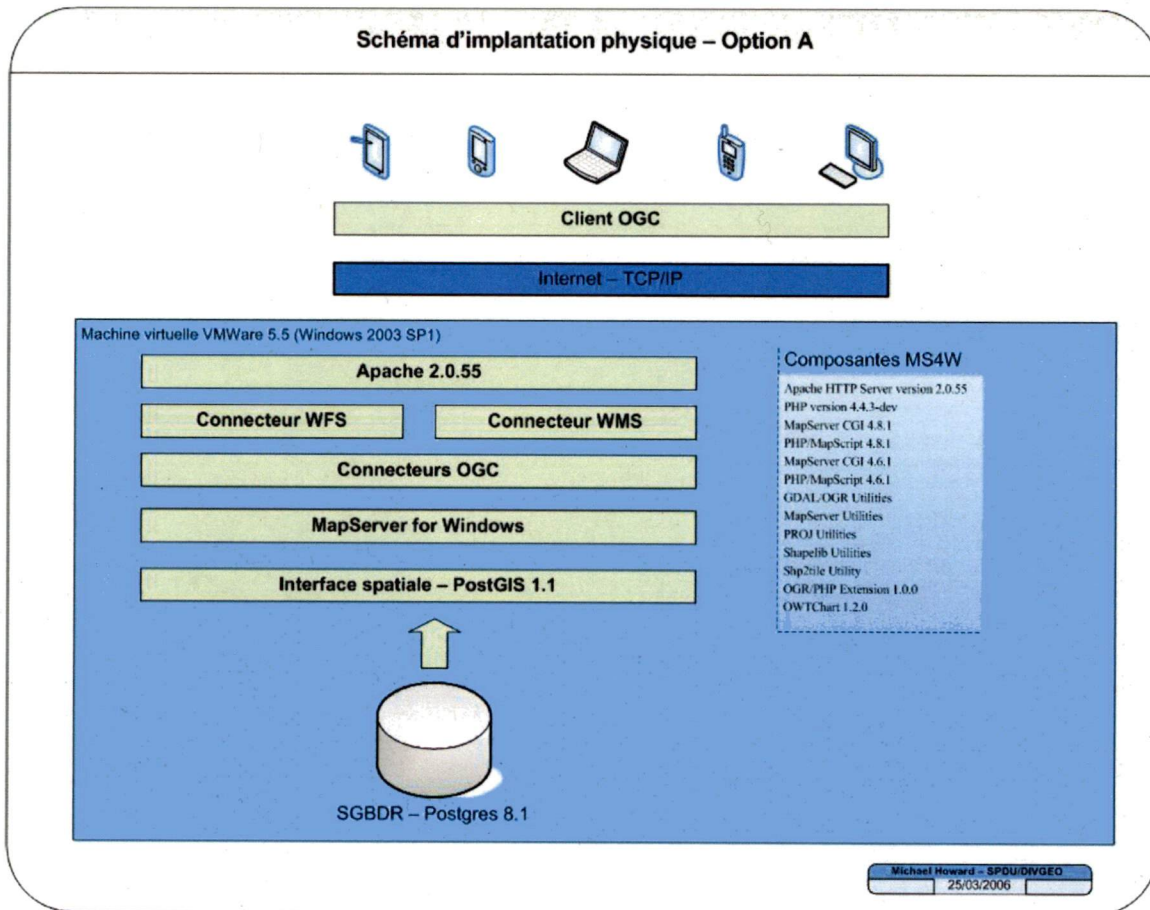 Schéma d'implantation physique – Option A
Client OGC
Internet – TCP/IP
Machine virtuelle VMWare 5.5 (Windows 2003 SP1)
Apache 2.0.55
Connecteur WFS
Connecteur WMS
Connecteurs OGC
MapServer for Windows
Interface spatiale – PostGIS 1.1
SGBDR – Postgres 8.1
Composantes MS4W
Apache HTTP Server version 2.0.55
PHP version 4.4.3-dev
MapServer CGI 4.8.1
PHP/MapScript 4.8.1
MapServer CGI 4.6.1
PHP/MapScript 4.6.1
GDAL/OGR Utilities
MapServer Utilities
PROJ Utilities
Shapelib Utilities
Shp2tile Utility
OGR/PHP Extension 1.0.0
OWTChart 1.2.0
Michael Howard – SPDU/DIVGEO
25/03/2006